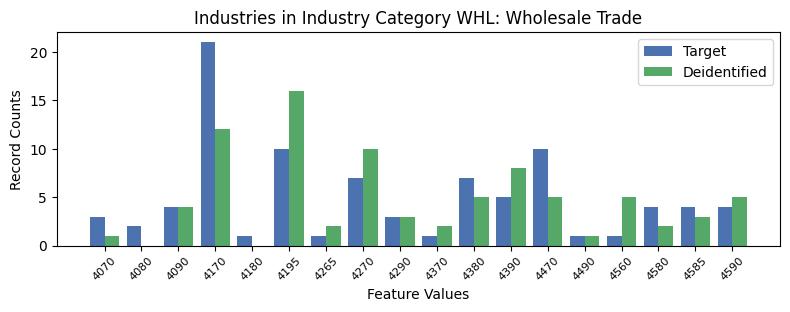 Industries in Industry Category WHL: Wholesale Trade
Target
Deidentified
Record Counts
20
15
10
5
0
4070 4080 4090 4170 4180 4195 4265 4270 4290 4370 4380 4390 4470 4490 4560 4580 4585 4590
Feature Values